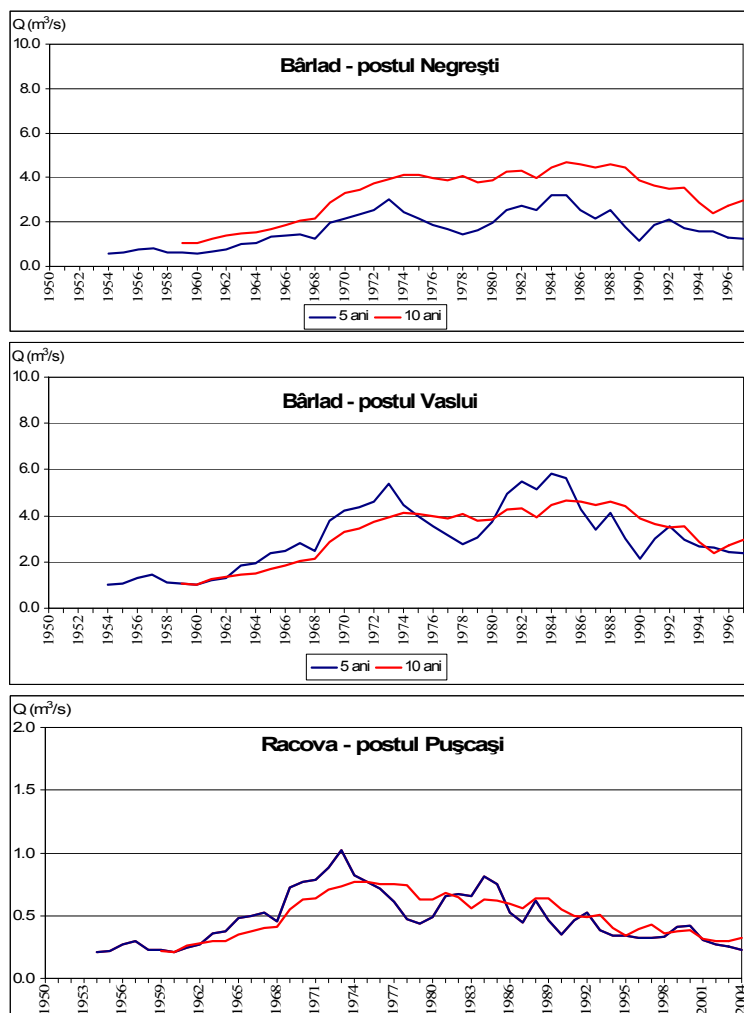 Q (m³/s)
10.0
Bârlad - postul Negreşti
8.0
6.0
4.0
2.0
0.0
1950 1952 1954 1956 1958 1960 1962 1964 1966 1968 1970 1972 1974 1976 1978 1980 1982 1984 1986 1988 1990 1992 1994 1996
5 ani 10 ani
Q (m³/s)
10.0
Bârlad - postul Vaslui
8.0
6.0
4.0
2.0
0.0
1950 1952 1954 1956 1958 1960 1962 1964 1966 1968 1970 1972 1974 1976 1978 1980 1982 1984 1986 1988 1990 1992 1994 1996
5 ani 10 ani
Q (m³/s)
2.0
Racova - postul Puşcaşi
1.5
1.0
0.5
0.0
1950 1953 1956 1959 1962 1965 1968 1971 1974 1977 1980 1983 1986 1989 1992 1995 1998 2001 2004